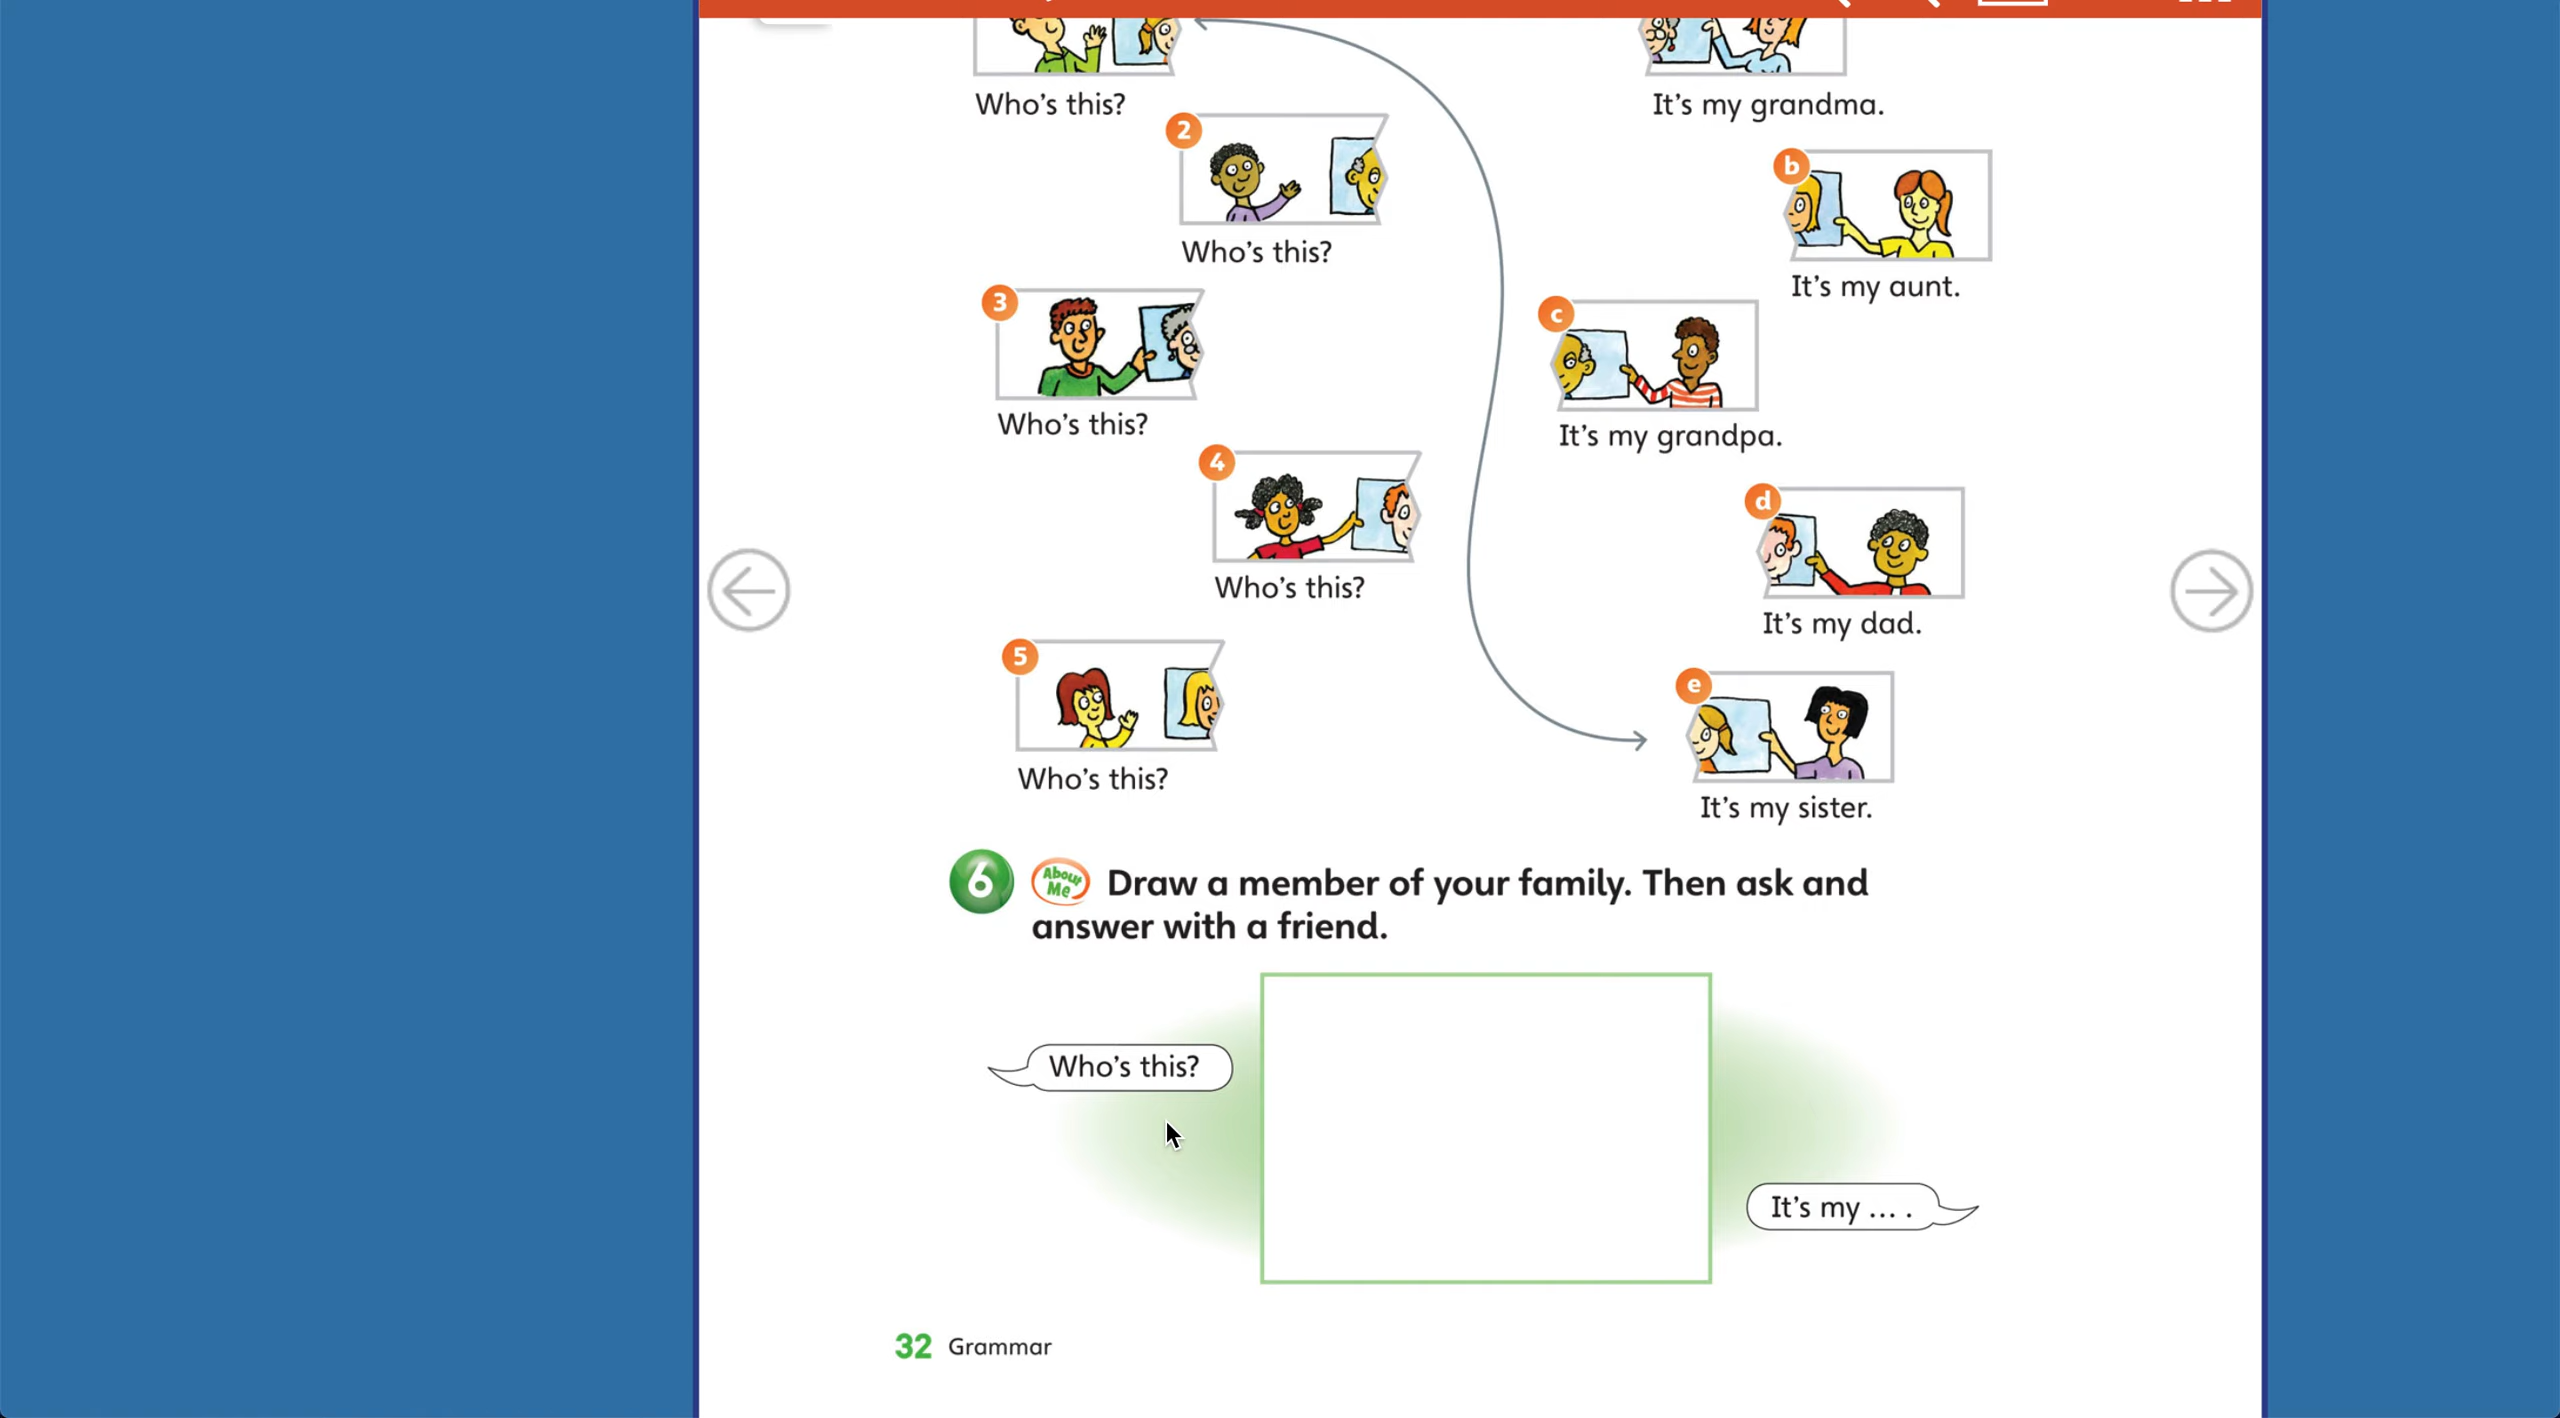 Who's this?
It's my grandma.
2
Who's this?
b
It's my aunt.
3
Who's this?
c
It's my grandpa.
4
Who's this?
d
It's my dad.
5
Who's this?
e
It's my sister.
6 About Me Draw a member of your family. Then ask and
answer with a friend.
Who's this?
It's my ... .
32 Grammar